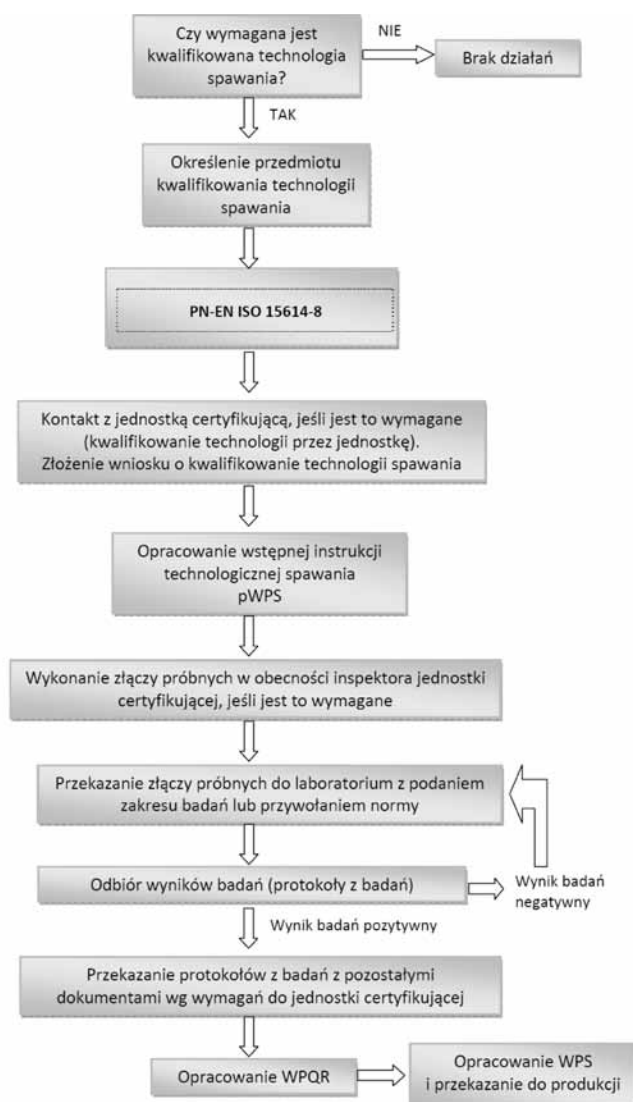 Czy wymagana jest
kwalifikowana technologia
spawania?
NIE
Brak działań
TAK
Określenie przedmiotu
kwalifikowania technologii
spawania
PN-EN ISO 15614-8
Kontakt z jednostką certyfikującą, jeśli jest to wymagane
(kwalifikowanie technologii przez jednostkę).
Złożenie wniosku o kwalifikowanie technologii spawania
Opracowanie wstępnej instrukcji
technologicznej spawania
pWPS
Wykonanie złączy próbnych w obecności inspektora jednostki
certyfikującej, jeśli jest to wymagane
Przekazanie złączy próbnych do laboratorium z podaniem
zakresu badań lub przywołaniem normy
Odbiór wyników badań (protokoły z badań)
Wynik badań
negatywny
Wynik badań pozytywny
Przekazanie protokołów z badań z pozostałymi
dokumentami wg wymagań do jednostki certyfikującej
Opracowanie WPQR
Opracowanie WPS
i przekazanie do produkcji